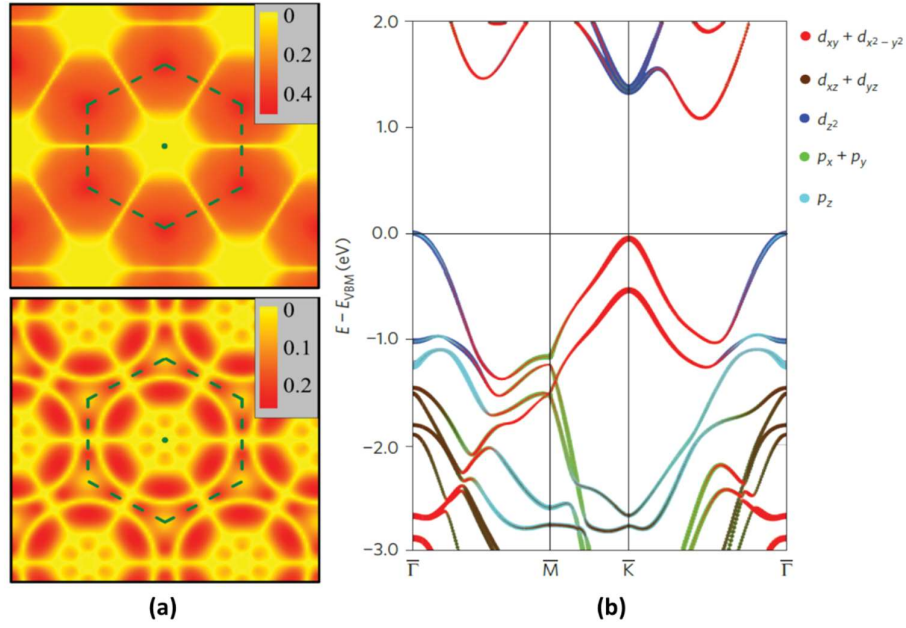 0
0.2
0.4
0
0.1
0.2
(a)
E − E_VBM (eV)
2.0
1.0
0.0
−1.0
−2.0
−3.0
Γ̅ M̅ K̅ Γ̅
d_xy + d_x²−y²
d_xz + d_yz
d_z²
p_x + p_y
p_z
(b)